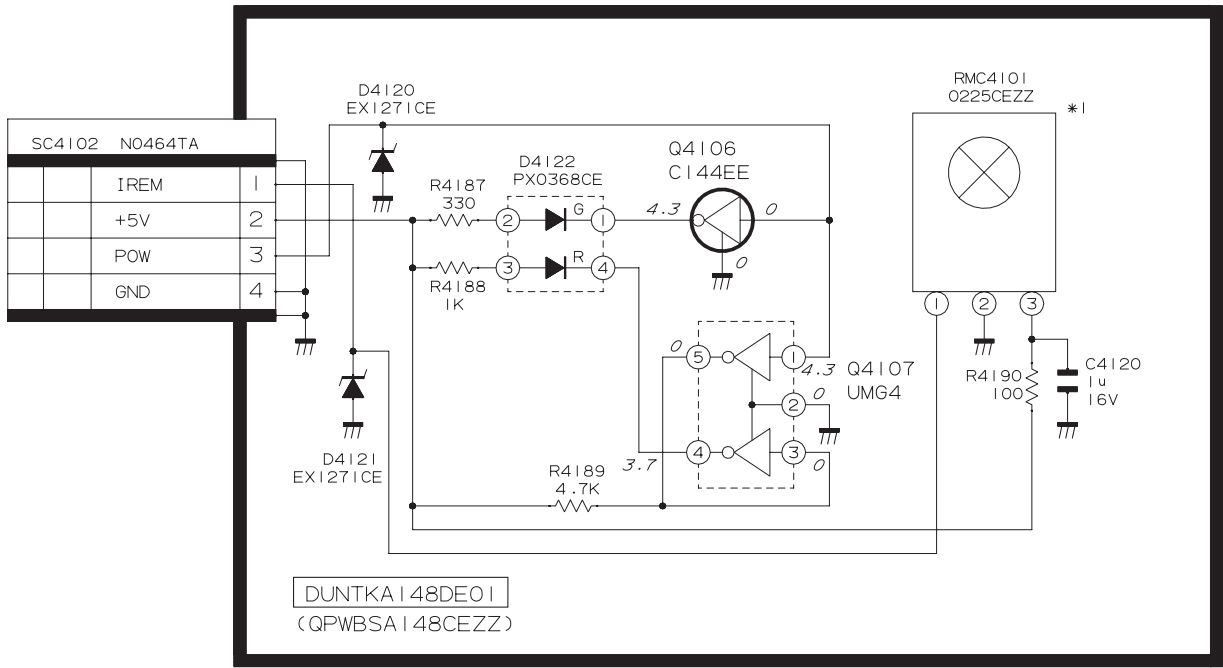 D4120
EX1271CE
RMC4101
0225CEZZ
*1
SC4102 N0464TA
IREM 1
+5V 2
POW 3
GND 4
R4187
330
D4122
PX0368CE
Q4106
C144EE
2 G 1
4.3
0
0
3 R 4
R4188
1K
1 2 3
0
5 1
4.3
Q4107
UMG4
0
2
4 3
3.7
0
R4190
100
C4120
1u
16V
D4121
EX1271CE
R4189
4.7K
DUNTKA148DE01
(QPWBSA148CEZZ)